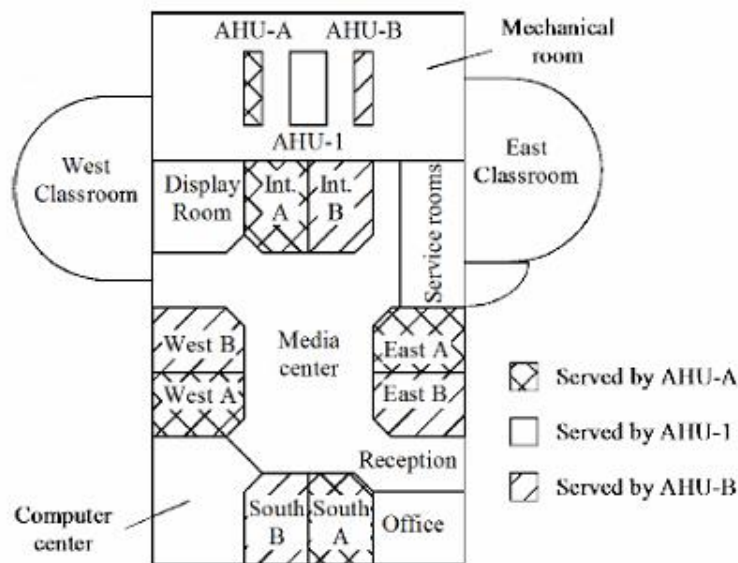 AHU-A
AHU-B
Mechanical
room
AHU-1
West
Classroom
East
Classroom
Display
Room
Int.
A
Int.
B
Service rooms
West B
West A
Media
center
East A
East B
Served by AHU-A
Served by AHU-1
Served by AHU-B
Reception
Computer
center
South
B
South
A
Office